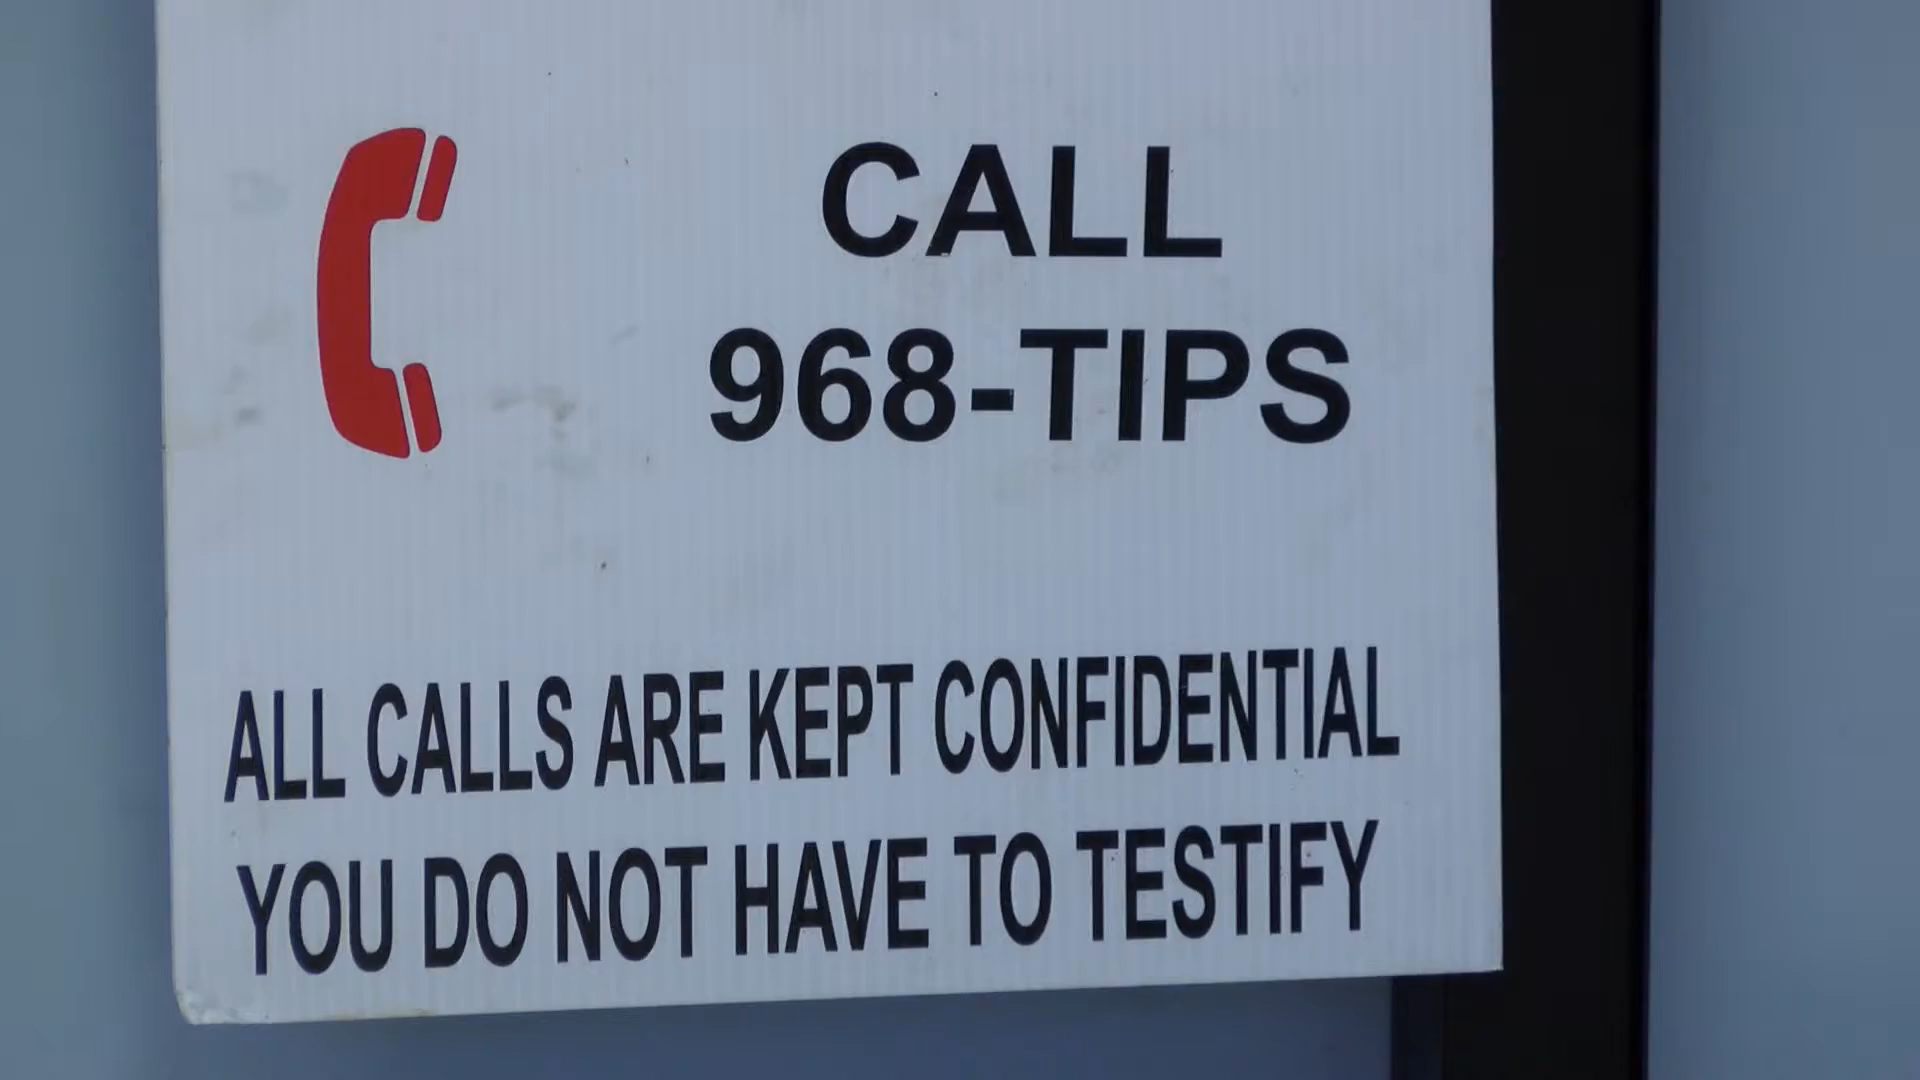 CALL
968-TIPS
ALL CALLS ARE KEPT CONFIDENTIAL
YOU DO NOT HAVE TO TESTIFY